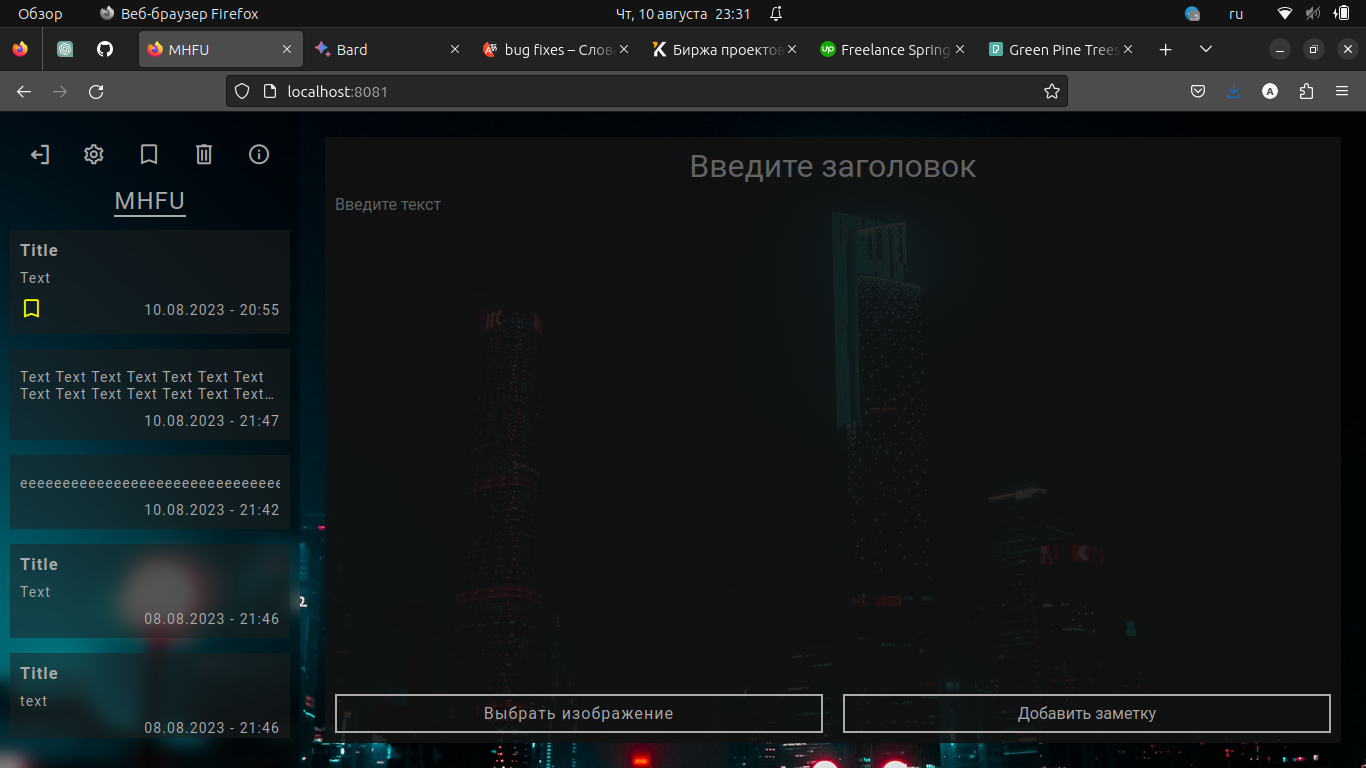 Обзор
Веб-браузер Firefox
Чт, 10 августа 23:31
ru
MHFU
Bard
bug fixes – Слов
Биржа проектов
Freelance Spring
Green Pine Trees
localhost:8081
MHFU
Title
Text
10.08.2023 - 20:55
Text Text Text Text Text Text Text
Text Text Text Text Text Text Text…
10.08.2023 - 21:47
eeeeeeeeeeeeeeeeeeeeeeeeeeeeeee
10.08.2023 - 21:42
Title
Text
08.08.2023 - 21:46
Title
text
08.08.2023 - 21:46
Введите заголовок
Введите текст
IFC
Выбрать изображение
Добавить заметку